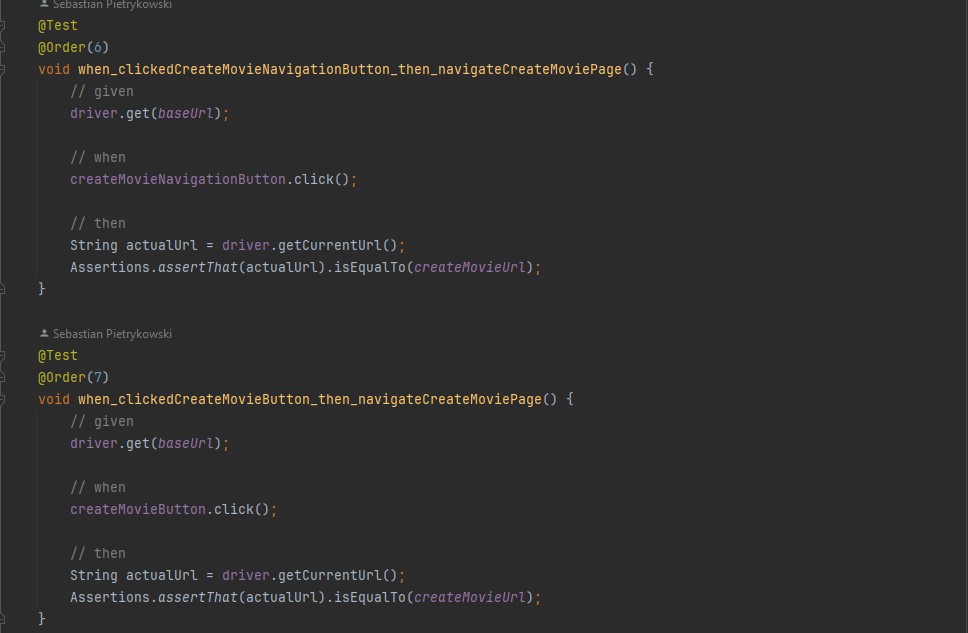 Sebastian Pietrykowski
@Test
@Order(6)
void when_clickedCreateMovieNavigationButton_then_navigateCreateMoviePage() {
// given
driver.get(baseUrl);
// when
createMovieNavigationButton.click();
// then
String actualUrl = driver.getCurrentUrl();
Assertions.assertThat(actualUrl).isEqualTo(createMovieUrl);
}
Sebastian Pietrykowski
@Test
@Order(7)
void when_clickedCreateMovieButton_then_navigateCreateMoviePage() {
// given
driver.get(baseUrl);
// when
createMovieButton.click();
// then
String actualUrl = driver.getCurrentUrl();
Assertions.assertThat(actualUrl).isEqualTo(createMovieUrl);
}